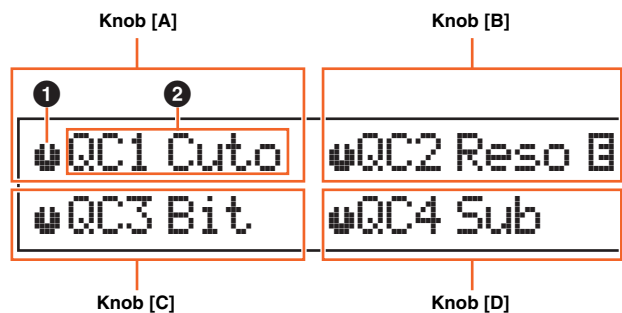 Knob [A] Knob [B]
1 2
QC1 Cuto QC2 Reso E
QC3 Bit QC4 Sub
Knob [C] Knob [D]